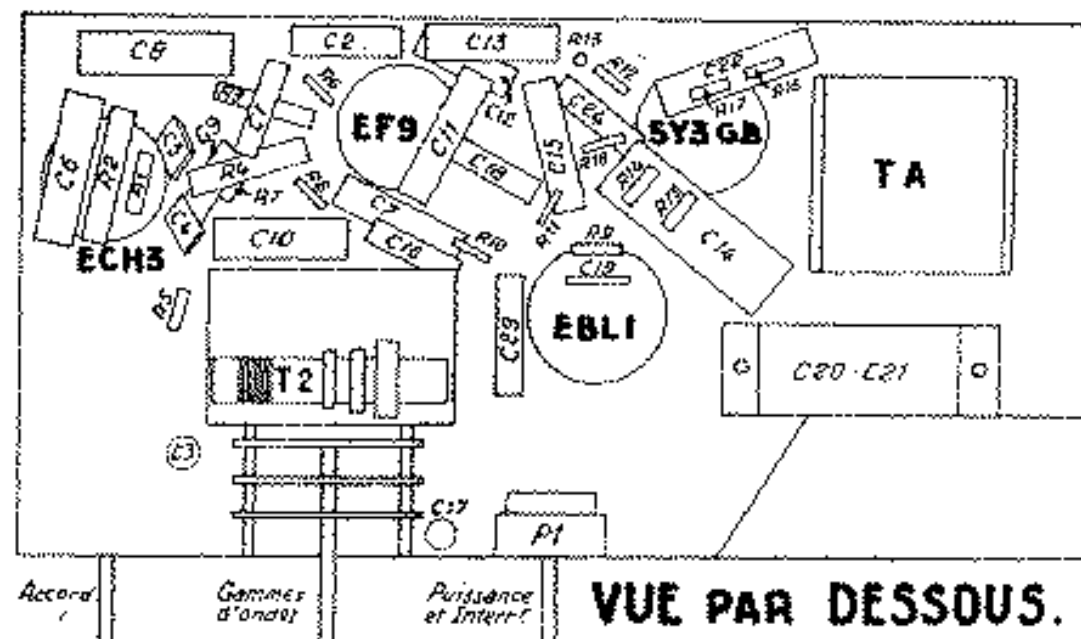 C8
C2
C13
R13
R12
C22
R17
R16
C1
R6
EF9
C11
C12
C24
5Y3GB
C6
R2
R1
C5
C9
R4
R7
R8
C18
C15
R18
R14
R15
TA
C4
C7
R11
ECH3
C10
C16
R10
R9
C14
R5
C19
C23
EBL1
T2
C20-C21
C3
C17
P1
Accord
Gammes
d'ondes
Puissance
et Interr
VUE PAR DESSOUS.